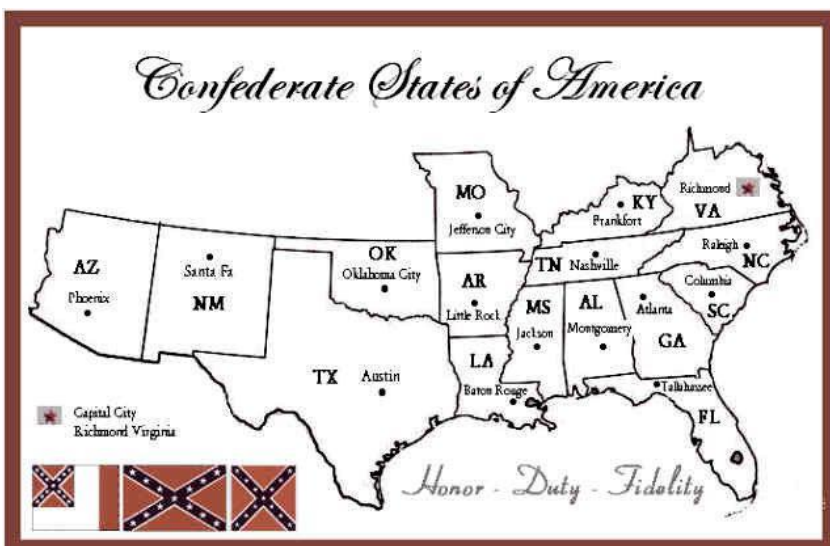 Confederate States of America
MO
Jefferson City
KY
Frankfort
Richmond
VA
AZ
Phoenix
Santa Fa
NM
OK
Oklahoma City
AR
Little Rock
TN Nashville
Raleigh
NC
Columbia
SC
MS
Jackson
AL
Montgomery
Atlanta
GA
TX Austin
LA
Baton Rouge
Tallahassee
FL
Capital City
Richmond Virginia
Honor - Duty - Fidelity